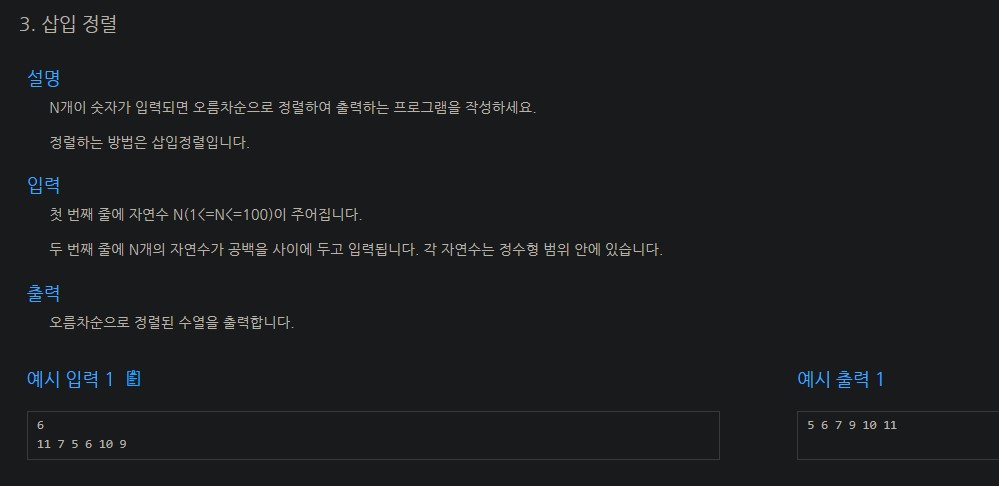 3. 삽입 정렬
설명
N개이 숫자가 입력되면 오름차순으로 정렬하여 출력하는 프로그램을 작성하세요.
정렬하는 방법은 삽입정렬입니다.
입력
첫 번째 줄에 자연수 N(1<=N<=100)이 주어집니다.
두 번째 줄에 N개의 자연수가 공백을 사이에 두고 입력됩니다. 각 자연수는 정수형 범위 안에 있습니다.
출력
오름차순으로 정렬된 수열을 출력합니다.
예시 입력 1
6
11 7 5 6 10 9
예시 출력 1
5 6 7 9 10 11